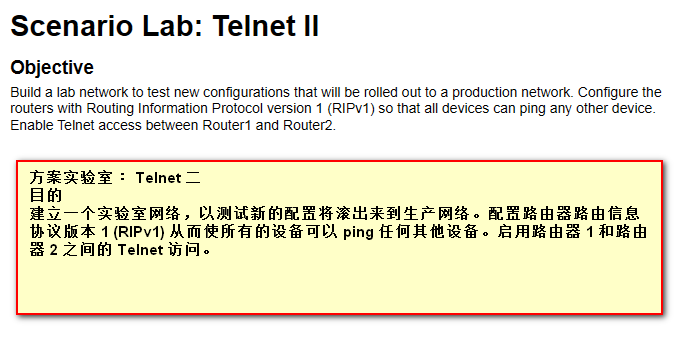 Scenario Lab: Telnet II
Objective
Build a lab network to test new configurations that will be rolled out to a production network. Configure the
routers with Routing Information Protocol version 1 (RIPv1) so that all devices can ping any other device.
Enable Telnet access between Router1 and Router2.
方案实验室： Telnet 二
目的
建立一个实验室网络，以测试新的配置将滚出来到生产网络。配置路由器路由信息
协议版本 1 (RIPv1) 从而使所有的设备可以 ping 任何其他设备。启用路由器 1 和路由
器 2 之间的 Telnet 访问。